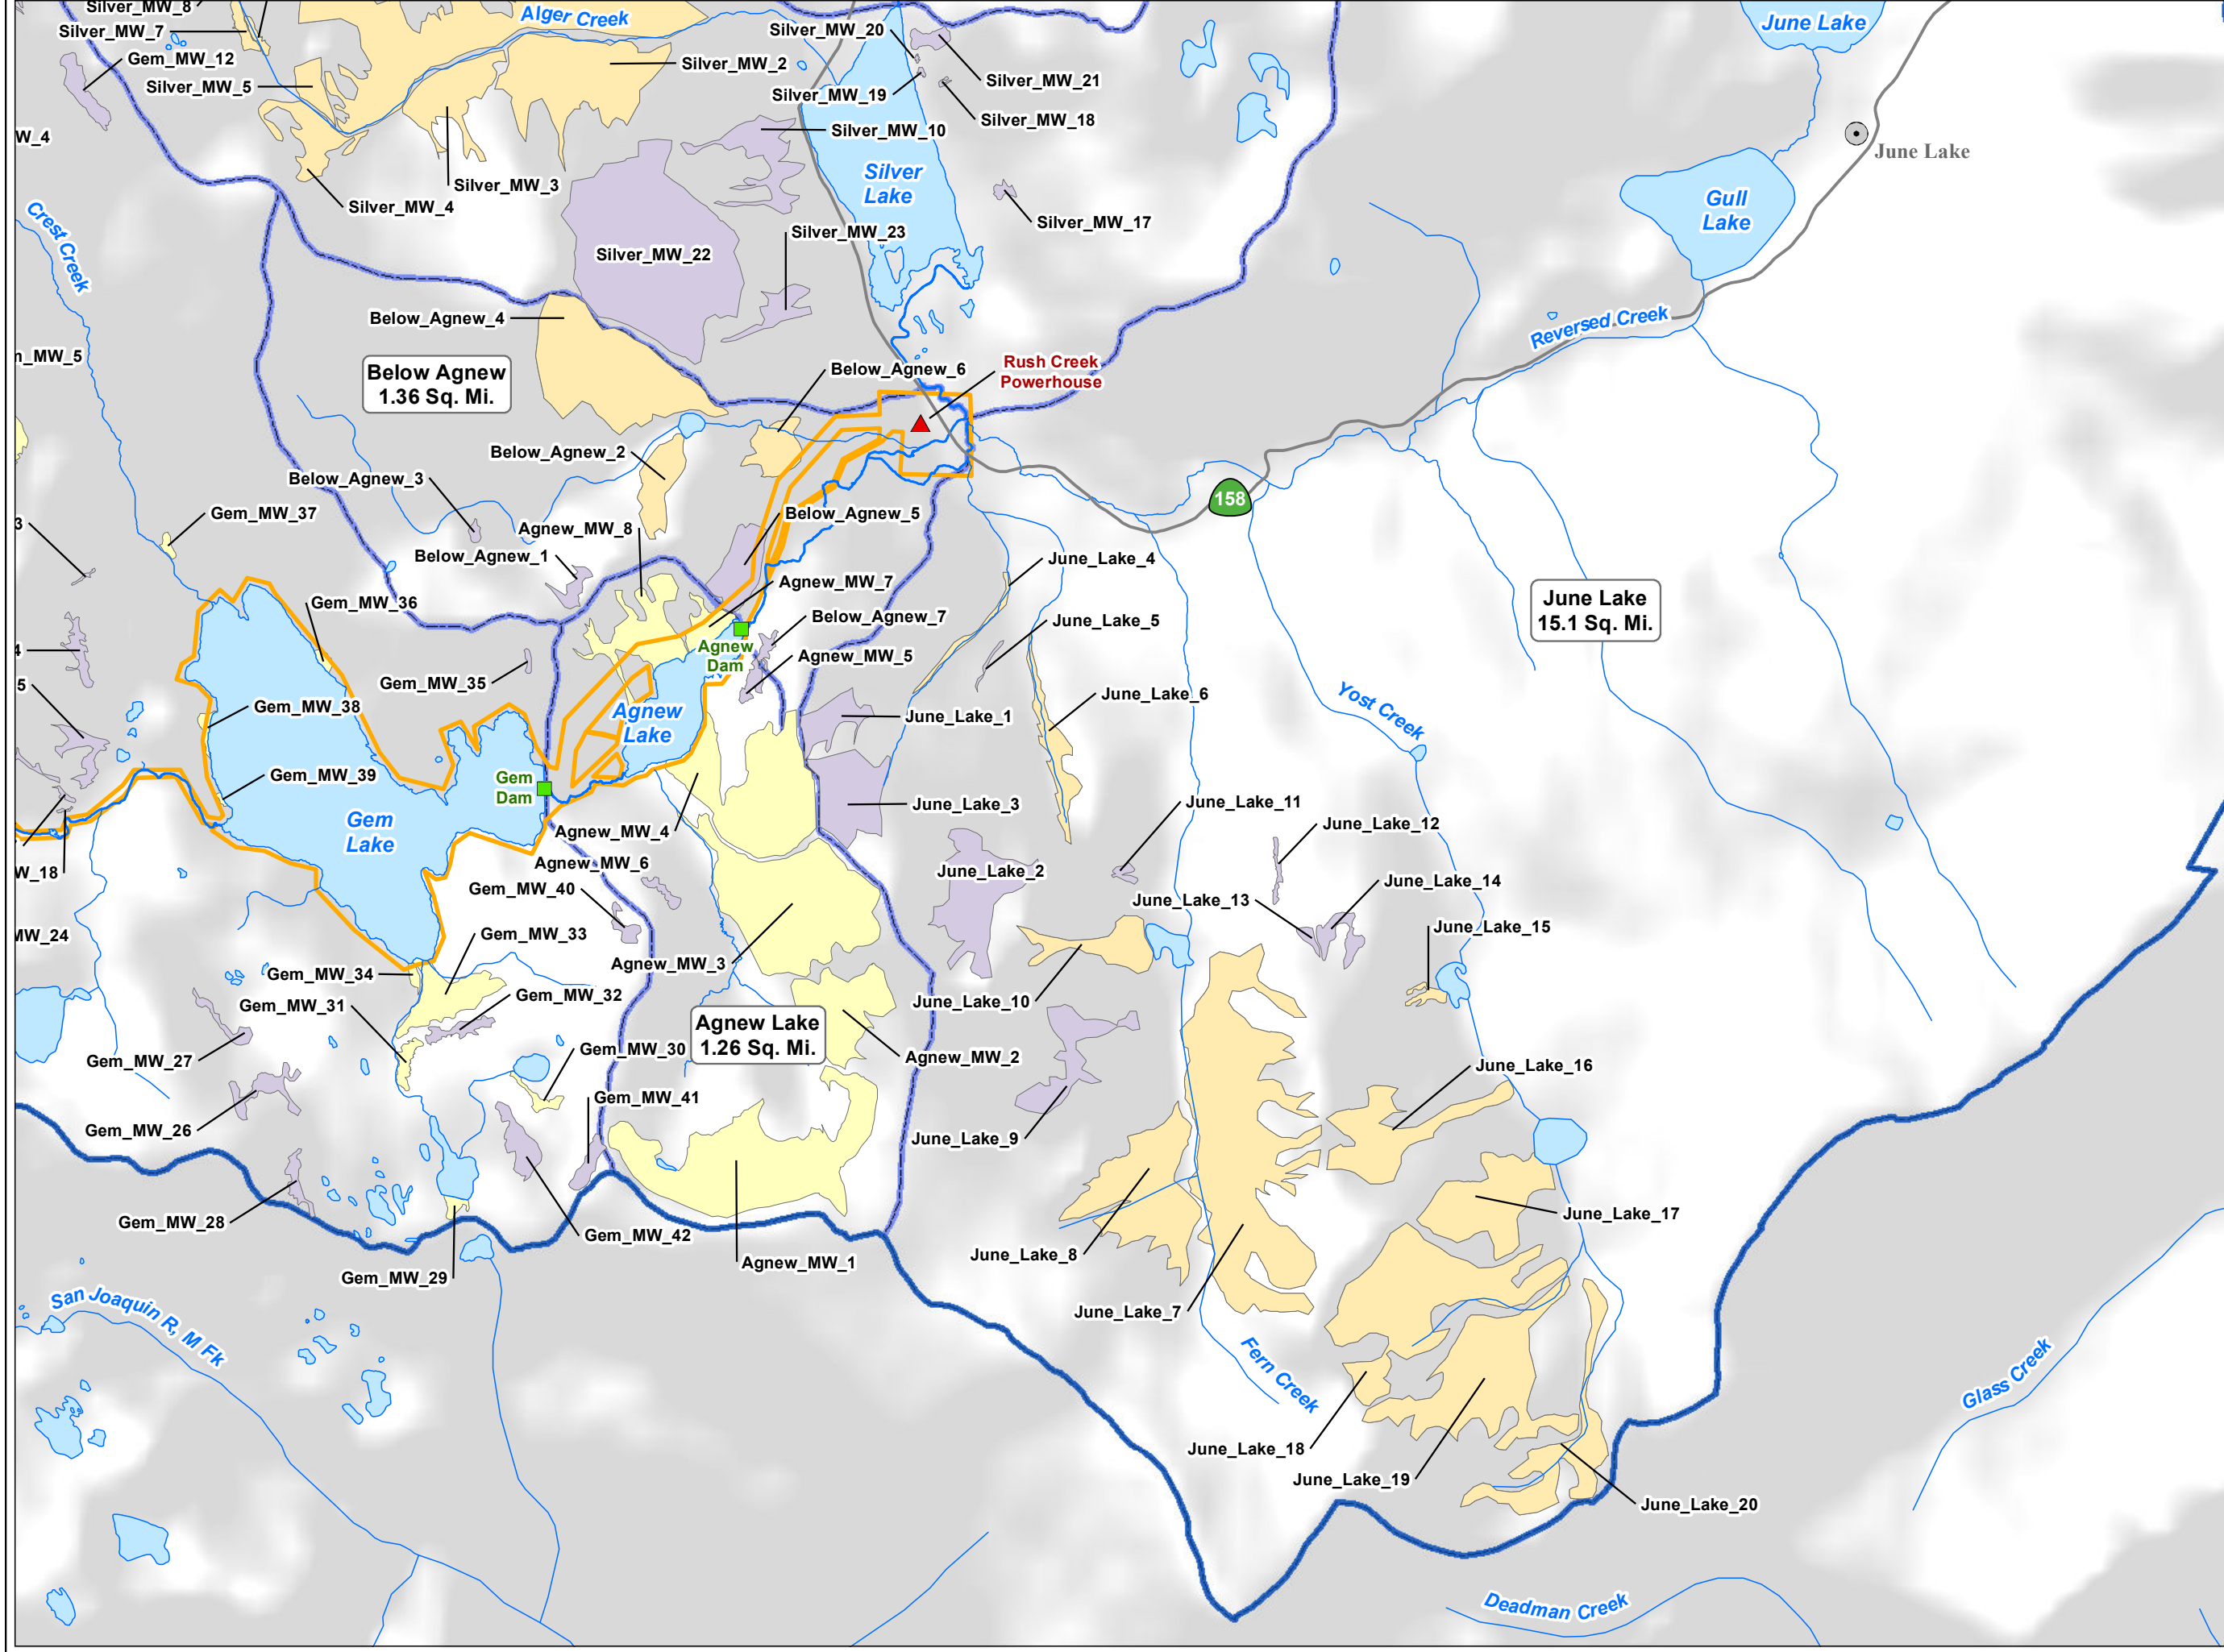 Silver_MW_8
Alger Creek
June Lake
Silver_MW_7
Silver_MW_20
Gem_MW_12
Silver_MW_2
Silver_MW_21
Silver_MW_5
Silver_MW_19
Silver_MW_18
W_4
Silver_MW_10
June Lake
Silver
Lake
Silver_MW_3
Silver_MW_4
Gull
Lake
Crest Creek
Silver_MW_17
Silver_MW_23
Silver_MW_22
Below_Agnew_4
Reversed Creek
_MW_5
Below Agnew
1.36 Sq. Mi.
Below_Agnew_6
Rush Creek
Powerhouse
Below_Agnew_2
Below_Agnew_3
158
Gem_MW_37
Below_Agnew_5
3
Agnew_MW_8
Below_Agnew_1
June_Lake_4
Agnew_MW_7
June Lake
15.1 Sq. Mi.
Gem_MW_36
Below_Agnew_7
June_Lake_5
Agnew
Dam
4
Agnew_MW_5
Gem_MW_35
5
June_Lake_6
Yost Creek
Gem_MW_38
Agnew
Lake
June_Lake_1
Gem_MW_39
Gem
Dam
June_Lake_3
June_Lake_11
Gem
Lake
June_Lake_12
Agnew_MW_4
Agnew_MW_6
W_18
June_Lake_2
Gem_MW_40
June_Lake_14
June_Lake_13
MW_24
Gem_MW_33
June_Lake_15
Agnew_MW_3
Gem_MW_34
Gem_MW_32
June_Lake_10
Gem_MW_31
Agnew Lake
1.26 Sq. Mi.
Gem_MW_30
Agnew_MW_2
Gem_MW_27
June_Lake_16
Gem_MW_41
Gem_MW_26
June_Lake_9
Gem_MW_28
June_Lake_17
Gem_MW_42
June_Lake_8
Agnew_MW_1
Gem_MW_29
San Joaquin R, M Fk
June_Lake_7
Fern Creek
Glass Creek
June_Lake_18
June_Lake_19
June_Lake_20
Deadman Creek